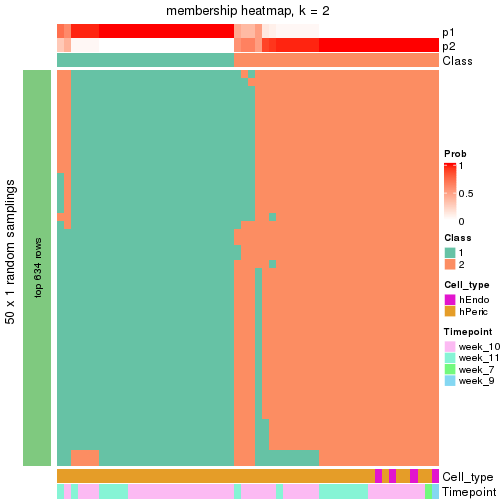 membership heatmap, k = 2
p1
p2
Class
50 x 1 random samplings
top 634 rows
Prob
1
0.5
0
Class
1
2
Cell_type
hEndo
hPeric
Timepoint
week_10
week_11
week_7
week_9
Cell_type
Timepoint